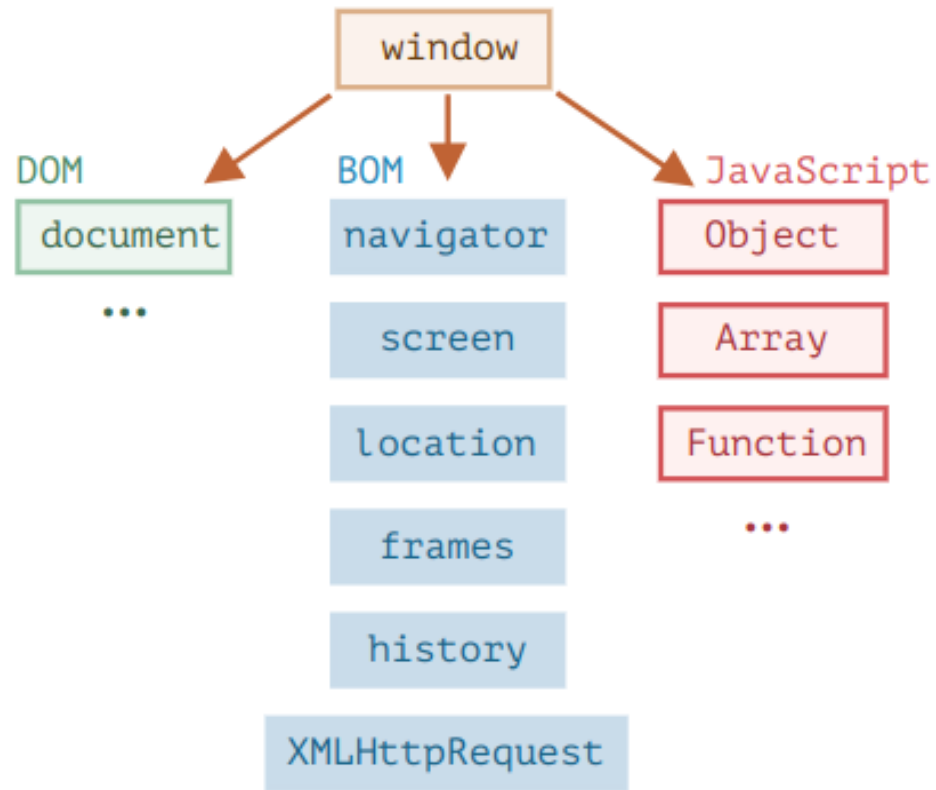 window
DOM
BOM
JavaScript
document
navigator
Object
...
screen
Array
location
Function
frames
...
history
XMLHttpRequest